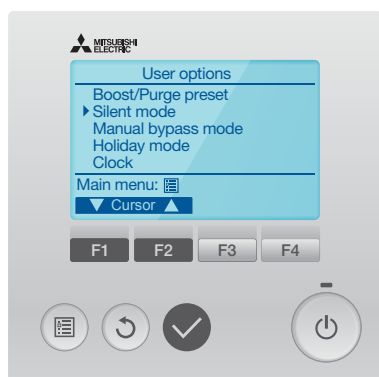 MITSUBISHI
ELECTRIC
User options
Boost/Purge preset
Silent mode
Manual bypass mode
Holiday mode
Clock
Main menu:
▼ Cursor ▲
F1 F2 F3 F4